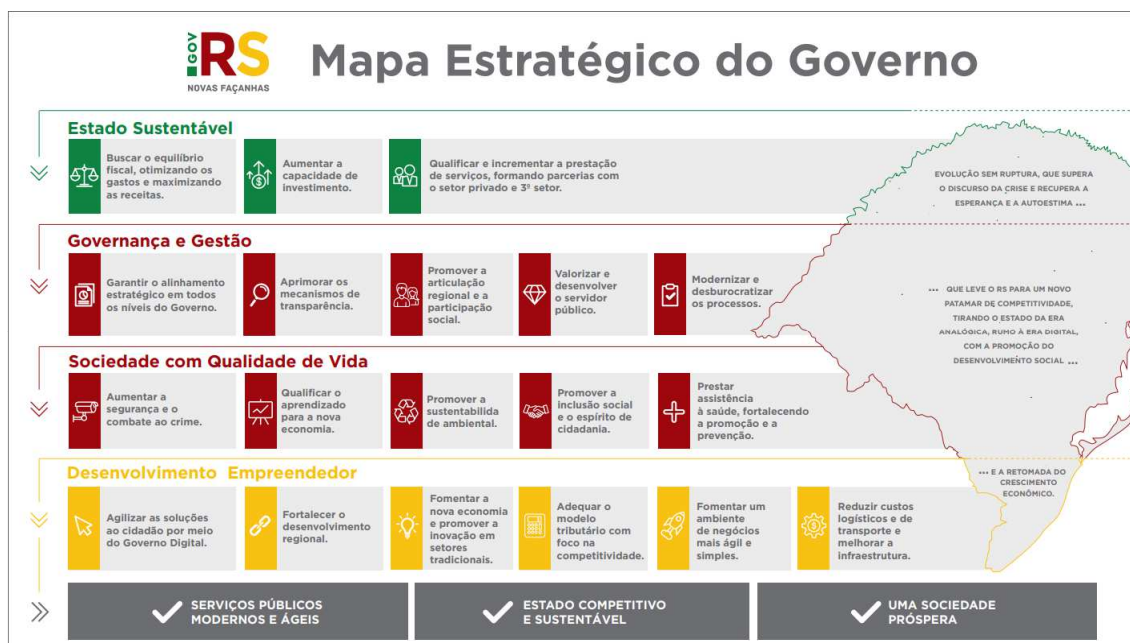 GOV
RS
NOVAS FAÇANHAS
Mapa Estratégico do Governo
Estado Sustentável
Buscar o equilíbrio
fiscal, otimizando os
gastos e maximizando
as receitas.
Aumentar a
capacidade de
investimento.
Qualificar e incrementar a prestação
de serviços, formando parcerias com
o setor privado e 3º setor.
EVOLUÇÃO SEM RUPTURA, QUE SUPERA
O DISCURSO DA CRISE E RECUPERA A
ESPERANÇA E A AUTOESTIMA ...
Governança e Gestão
Garantir o alinhamento
estratégico em todos
os níveis do Governo.
Aprimorar os
mecanismos de
transparência.
Promover a
articulação
regional e a
participação
social.
Valorizar e
desenvolver
o servidor
público.
Modernizar e
desburocratizar
os processos.
... QUE LEVE O RS PARA UM NOVO
PATAMAR DE COMPETITIVIDADE,
TIRANDO O ESTADO DA ERA
ANALÓGICA, RUMO À ERA DIGITAL,
COM A PROMOÇÃO DO
DESENVOLVIMENTO SOCIAL ...
Sociedade com Qualidade de Vida
Aumentar a
segurança e o
combate ao crime.
Qualificar o
aprendizado
para a nova
economia.
Promover a
sustentabilida
de ambiental.
Promover a
inclusão social
e o espírito de
cidadania.
Prestar
assistência
à saúde, fortalecendo
a promoção e a
prevenção.
Desenvolvimento Empreendedor
Agilizar as soluções
ao cidadão por meio
do Governo Digital.
Fortalecer o
desenvolvimento
regional.
Fomentar a
nova economia
e promover a
inovação em
setores
tradicionais.
Adequar o
modelo
tributário com
foco na
competitividade.
Fomentar um
ambiente
de negócios
mais ágil e
simples.
Reduzir custos
logísticos e de
transporte e
melhorar a
infraestrutura.
... E A RETOMADA DO
CRESCIMENTO
ECONÔMICO.
SERVIÇOS PÚBLICOS
MODERNOS E ÁGEIS
ESTADO COMPETITIVO
E SUSTENTÁVEL
UMA SOCIEDADE
PRÓSPERA